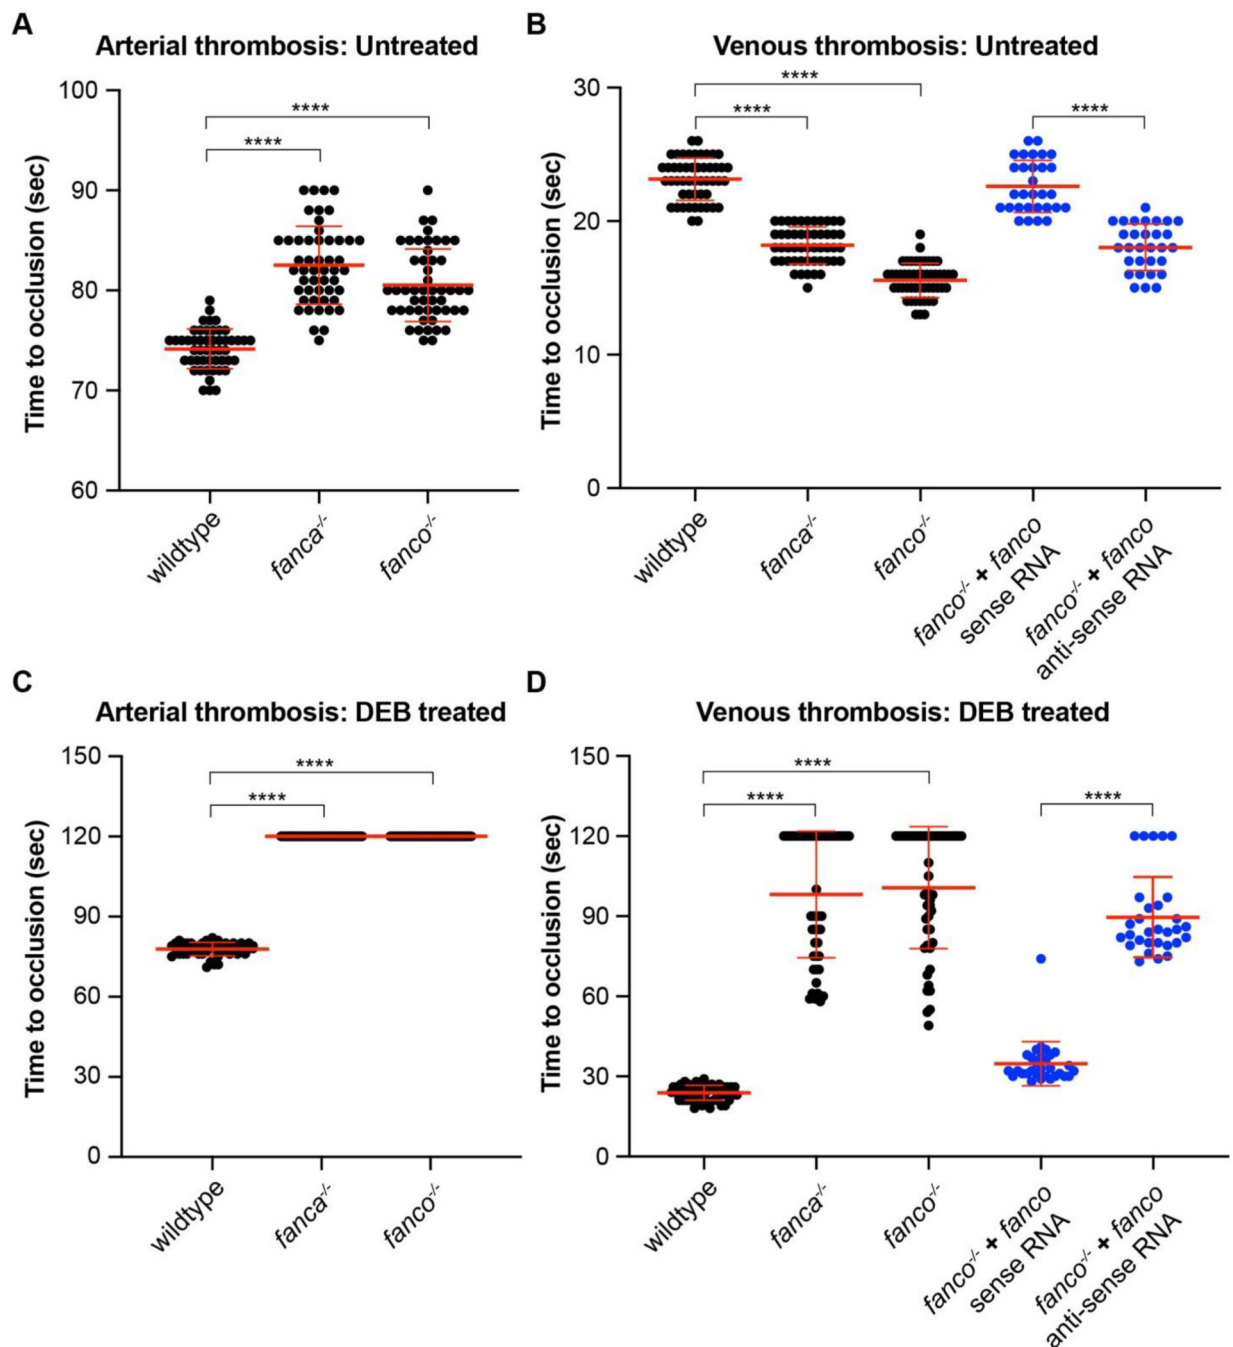 A
Arterial thrombosis: Untreated
Time to occlusion (sec)
100
90
80
70
60
****
****
wildtype
fanca-/-
fanco-/-
B
Venous thrombosis: Untreated
Time to occlusion (sec)
30
20
10
0
****
****
****
wildtype
fanca-/-
fanco-/-
fanco-/- + fanco
sense RNA
fanco-/- + fanco
anti-sense RNA
C
Arterial thrombosis: DEB treated
Time to occlusion (sec)
150
120
90
60
30
0
****
****
wildtype
fanca-/-
fanco-/-
D
Venous thrombosis: DEB treated
Time to occlusion (sec)
150
120
90
60
30
0
****
****
****
wildtype
fanca-/-
fanco-/-
fanco-/- + fanco
sense RNA
fanco-/- + fanco
anti-sense RNA